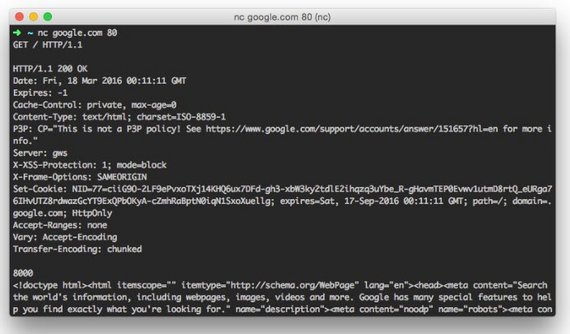 nc google.com 80 (nc)
➜ ~ nc google.com 80
GET / HTTP/1.1
HTTP/1.1 200 OK
Date: Fri, 18 Mar 2016 00:11:11 GMT
Expires: -1
Cache-Control: private, max-age=0
Content-Type: text/html; charset=ISO-8859-1
P3P: CP="This is not a P3P policy! See https://www.google.com/support/accounts/answer/151657?hl=en for more i
nfo."
Server: gws
X-XSS-Protection: 1; mode=block
X-Frame-Options: SAMEORIGIN
Set-Cookie: NID=77=ciiG9O-2LF9ePvxoTXj14KHQ6ux7DFd-gh3-xbW3ky2tdlE2ihqzq3uYbe_R-gHavmTEP0Evwv1utmD8rtQ_eURga7
6IHvUTZ8rdwazGcYT9ExQPbOKyA-cZmhRaBptN0iqN1SxoXuellg; expires=Sat, 17-Sep-2016 00:11:11 GMT; path=/; domain=.
google.com; HttpOnly
Accept-Ranges: none
Vary: Accept-Encoding
Transfer-Encoding: chunked
8000
<!doctype html><html itemscope="" itemtype="http://schema.org/WebPage" lang="en"><head><meta content="Search
the world's information, including webpages, images, videos and more. Google has many special features to hel
p you find exactly what you're looking for." name="description"><meta content="noodp" name="robots"><meta con